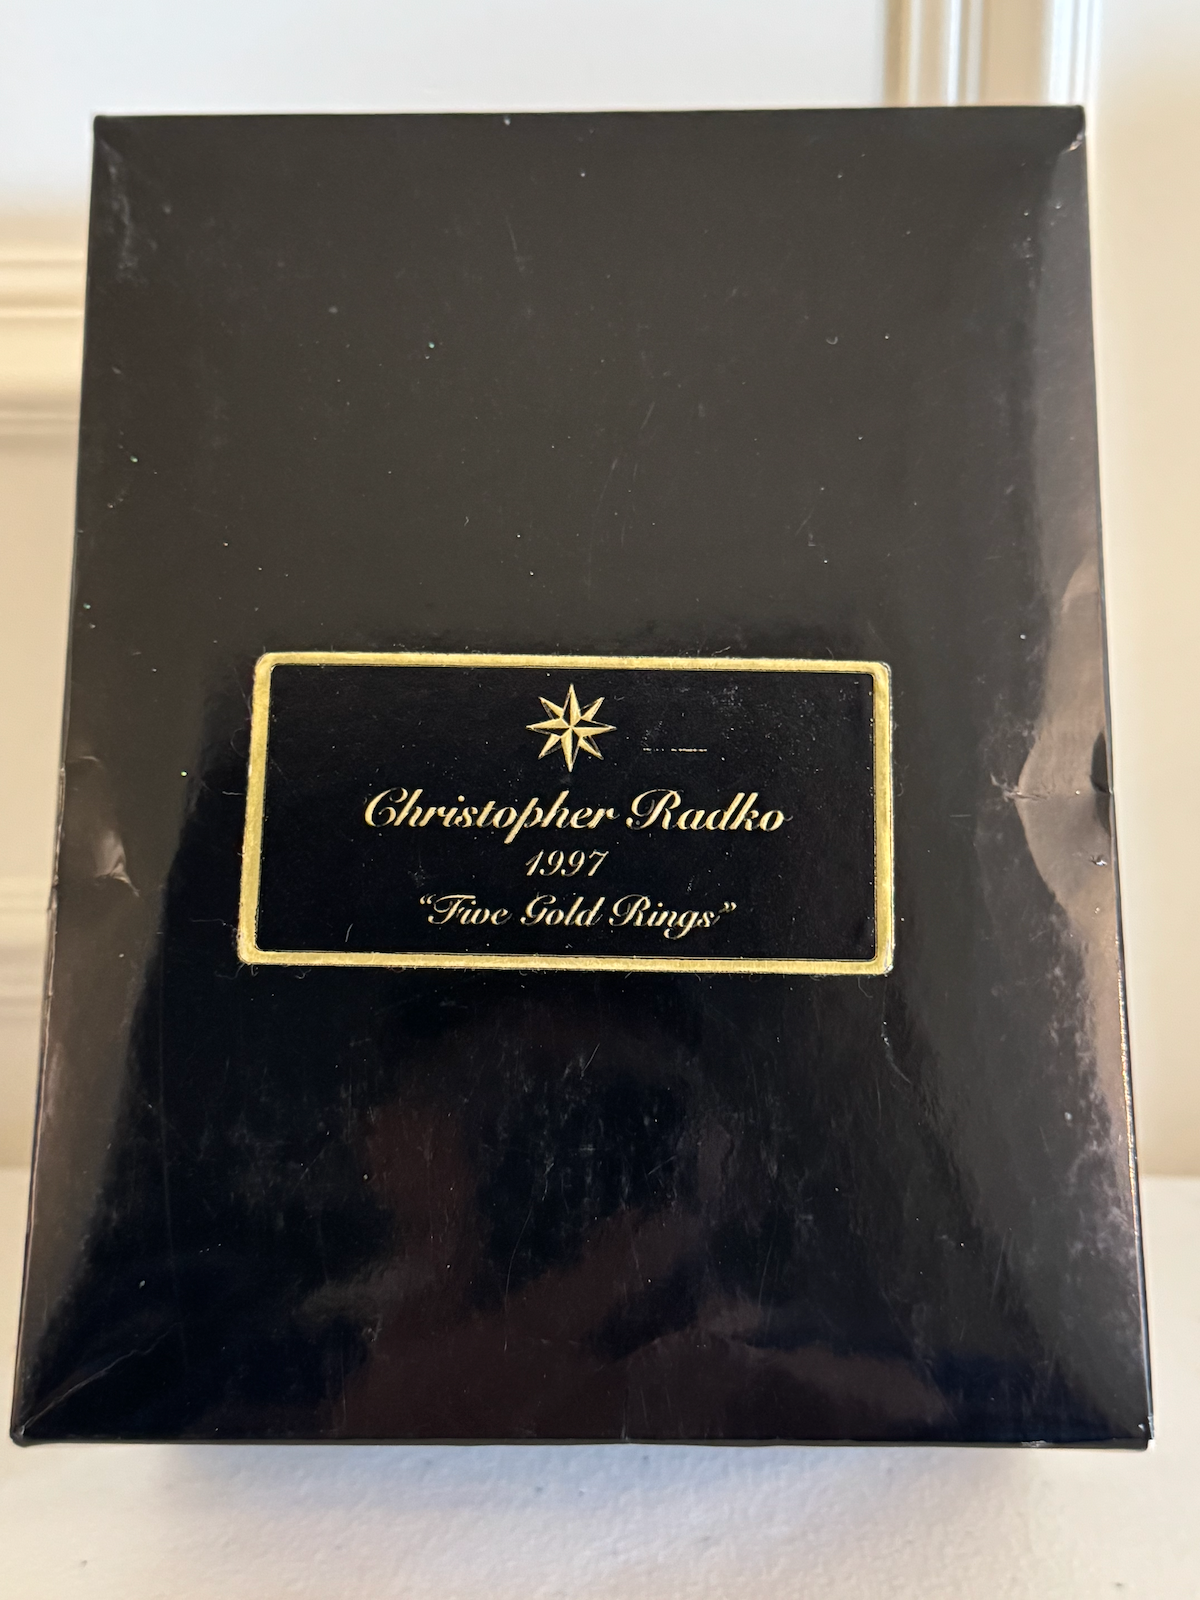 Christopher Radko
1997
“Five Gold Rings”